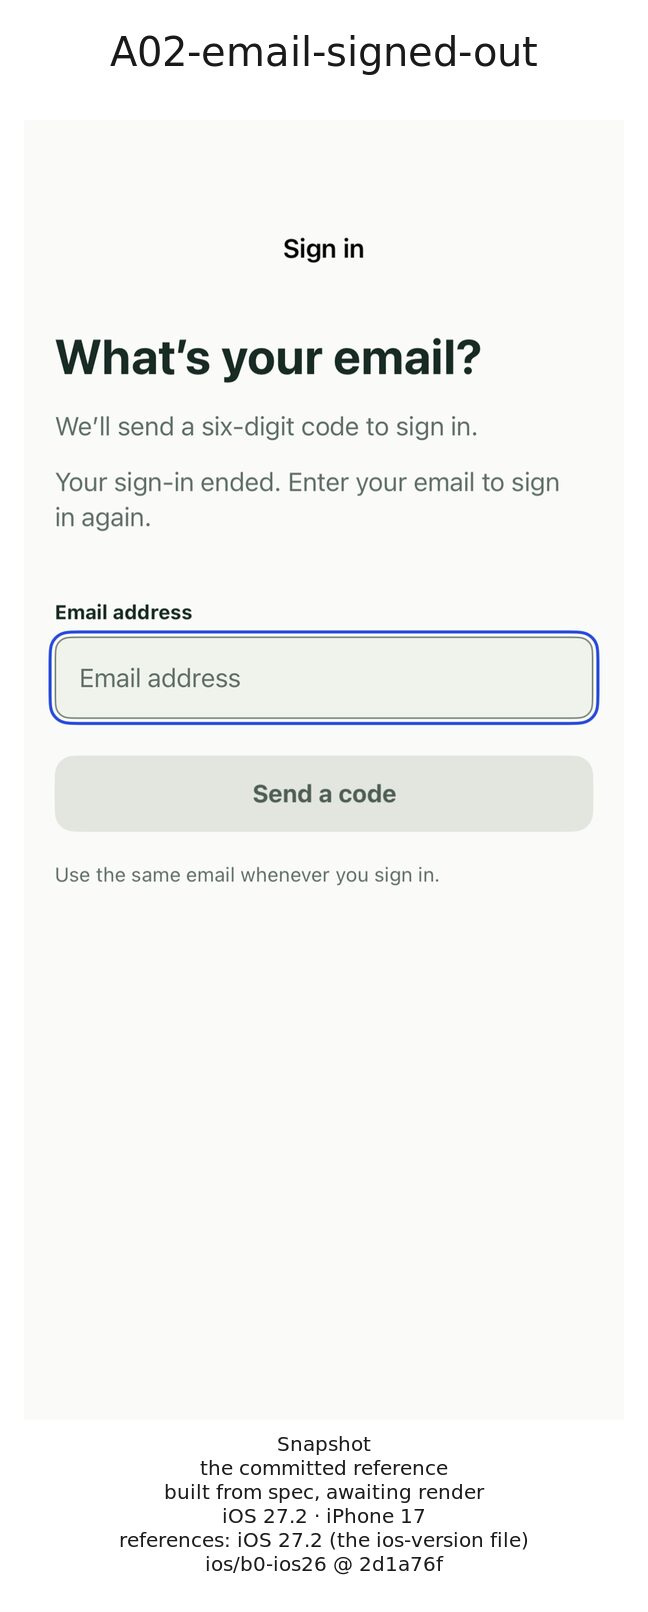 A02-email-signed-out
Sign in
What’s your email?
We’ll send a six-digit code to sign in.
Your sign-in ended. Enter your email to sign
in again.
Email address
Email address
Send a code
Use the same email whenever you sign in.
Snapshot
the committed reference
built from spec, awaiting render
iOS 27.2 · iPhone 17
references: iOS 27.2 (the ios-version file)
ios/b0-ios26 @ 2d1a76f